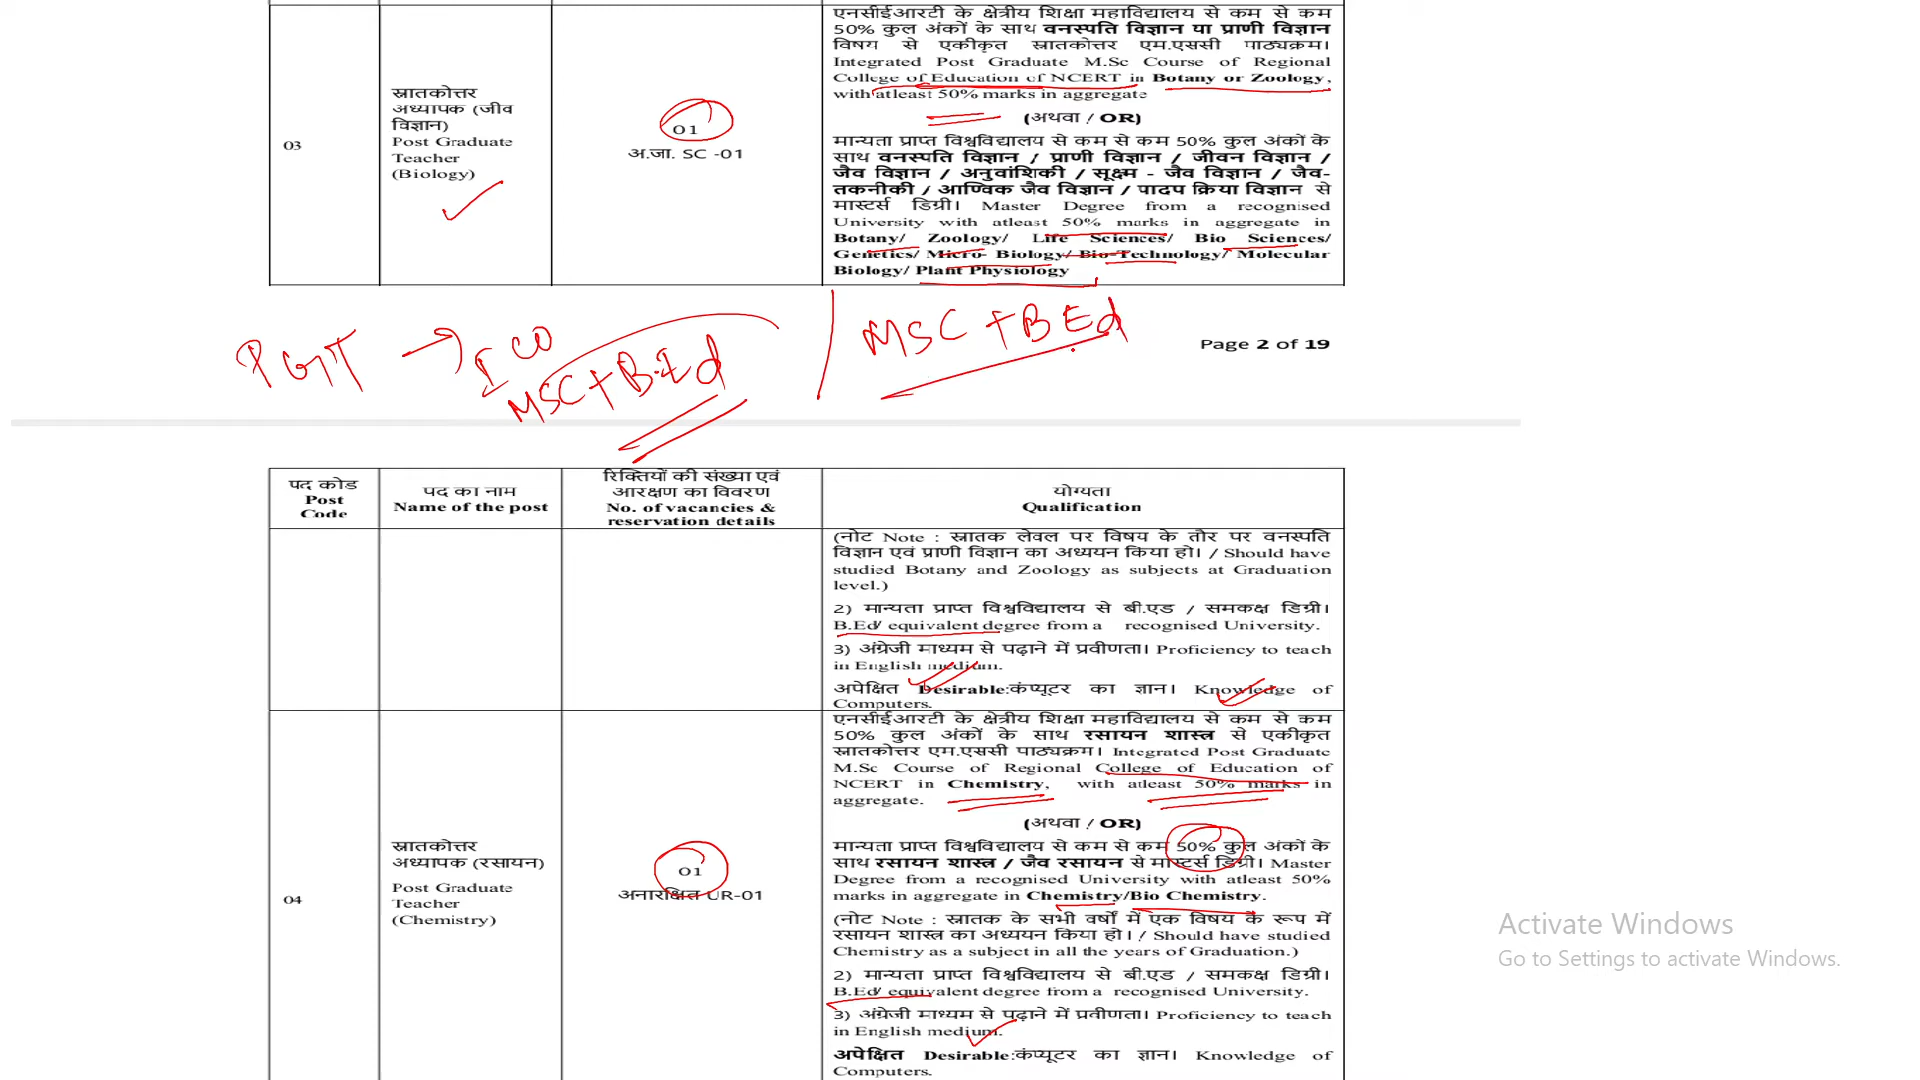 03
स्नातकोत्तर
अध्यापक (जीव
विज्ञान)
Post Graduate
Teacher
(Biology)
01
अ.जा. SC -01
एनसीईआरटी के क्षेत्रीय शिक्षा महाविद्यालय से कम से कम
50% कुल अंकों के साथ वनस्पति विज्ञान या प्राणी विज्ञान
विषय से एकीकृत स्नातकोत्तर एम.एससी पाठ्यक्रम।
Integrated Post Graduate M.Sc Course of Regional
College of Education of NCERT in Botany or Zoology,
with atleast 50% marks in aggregate
(अथवा / OR)
मान्यता प्राप्त विश्वविद्यालय से कम से कम 50% कुल अंकों के
साथ वनस्पति विज्ञान / प्राणी विज्ञान / जीवन विज्ञान /
जैव विज्ञान / अनुवांशिकी / सूक्ष्म - जैव विज्ञान / जैव-
तकनीकी / आण्विक जैव विज्ञान / पादप क्रिया विज्ञान से
मास्टर्स डिग्री। Master Degree from a recognised
University with atleast 50% marks in aggregate in
Botany/ Zoology/ Life Sciences/ Bio Sciences/
Genetics/ Micro- Biology/ Bio-Technology/ Molecular
Biology/ Plant Physiology
PGT → I CO
MSC+B.Ed
/ MSC + B Ed
Page 2 of 19
पद कोड
Post
Code
पद का नाम
Name of the post
रिक्तियों की संख्या एवं
आरक्षण का विवरण
No. of vacancies &
reservation details
योग्यता
Qualification
(नोट Note : स्नातक लेवल पर विषय के तौर पर वनस्पति
विज्ञान एवं प्राणी विज्ञान का अध्ययन किया हो। / Should have
studied Botany and Zoology as subjects at Graduation
level.)
2) मान्यता प्राप्त विश्वविद्यालय से बी.एड / समकक्ष डिग्री।
B.Ed/ equivalent degree from a recognised University.
3) अंग्रेजी माध्यम से पढ़ाने में प्रवीणता। Proficiency to teach
in English medium.
अपेक्षित Desirable:कंप्यूटर का ज्ञान। Knowledge of
Computers.
04
स्नातकोत्तर
अध्यापक (रसायन)
Post Graduate
Teacher
(Chemistry)
01
अनारक्षित UR-01
एनसीईआरटी के क्षेत्रीय शिक्षा महाविद्यालय से कम से कम
50% कुल अंकों के साथ रसायन शास्त्र से एकीकृत
स्नातकोत्तर एम.एससी पाठ्यक्रम। Integrated Post Graduate
M.Sc Course of Regional College of Education of
NCERT in Chemistry, with atleast 50% marks in
aggregate.
(अथवा / OR)
मान्यता प्राप्त विश्वविद्यालय से कम से कम 50% कुल अंकों के
साथ रसायन शास्त्र / जैव रसायन से मास्टर्स डिग्री। Master
Degree from a recognised University with atleast 50%
marks in aggregate in Chemistry/Bio Chemistry.
(नोट Note : स्नातक के सभी वर्षों में एक विषय के रूप में
रसायन शास्त्र का अध्ययन किया हो। / Should have studied
Chemistry as a subject in all the years of Graduation.)
2) मान्यता प्राप्त विश्वविद्यालय से बी.एड / समकक्ष डिग्री।
B.Ed/ equivalent degree from a recognised University.
3) अंग्रेजी माध्यम से पढ़ाने में प्रवीणता। Proficiency to teach
in English medium.
अपेक्षित Desirable:कंप्यूटर का ज्ञान। Knowledge of
Computers.
Activate Windows
Go to Settings to activate Windows.